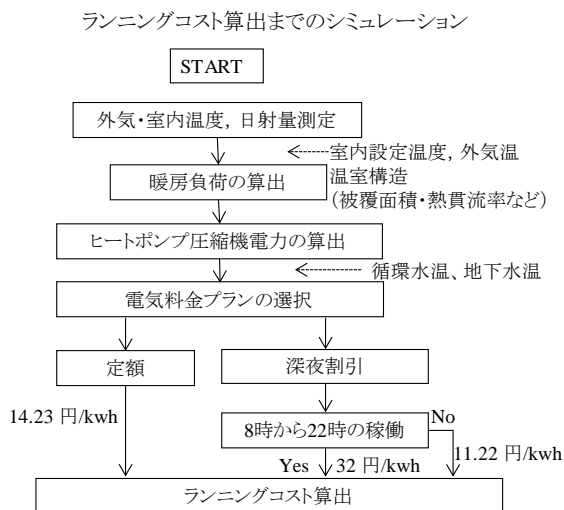 ランニングコスト算出までのシミュレーション
START
外気・室内温度, 日射量測定
室内設定温度, 外気温
温室構造
（被覆面積・熱貫流率など）
暖房負荷の算出
ヒートポンプ圧縮機電力の算出
循環水温、地下水温
電気料金プランの選択
定額
深夜割引
14.23 円/kwh
8時から22時の稼働
No
Yes
32 円/kwh
11.22 円/kwh
ランニングコスト算出